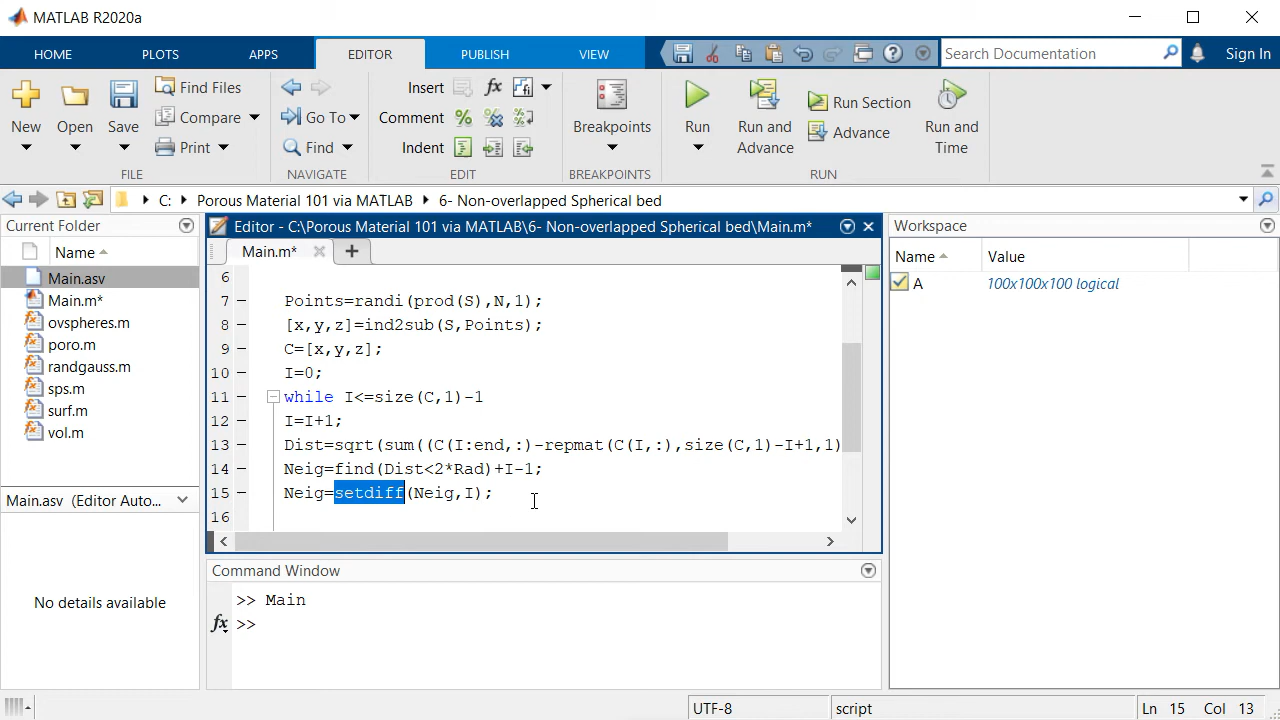 MATLAB R2020a
HOME PLOTS APPS EDITOR PUBLISH VIEW Search Documentation Sign In
New Open Save
Find Files
Compare
Print
FILE
Go To
Find
NAVIGATE
Insert fx
Comment % %
Indent
EDIT
Breakpoints
BREAKPOINTS
Run
Run and Advance
Run Section
Advance
Run and Time
RUN
C: Porous Material 101 via MATLAB 6- Non-overlapped Spherical bed
Current Folder
Name
Main.asv
Main.m*
ovspheres.m
poro.m
randgauss.m
sps.m
surf.m
vol.m
Main.asv (Editor Auto...
No details available
Editor - C:\Porous Material 101 via MATLAB\6- Non-overlapped Spherical bed\Main.m*
Main.m* +
6
7 Points=randi(prod(S),N,1);
8 [x,y,z]=ind2sub(S,Points);
9 C=[x,y,z];
10 I=0;
11 while I<=size(C,1)-1
12 I=I+1;
13 Dist=sqrt(sum((C(I:end,:)-repmat(C(I,:),size(C,1)-I+1,1)
14 Neig=find(Dist<2*Rad)+I-1;
15 Neig=setdiff(Neig,I);
16
Command Window
>> Main
fx >>
Workspace
Name Value
A 100x100x100 logical
UTF-8 script Ln 15 Col 13